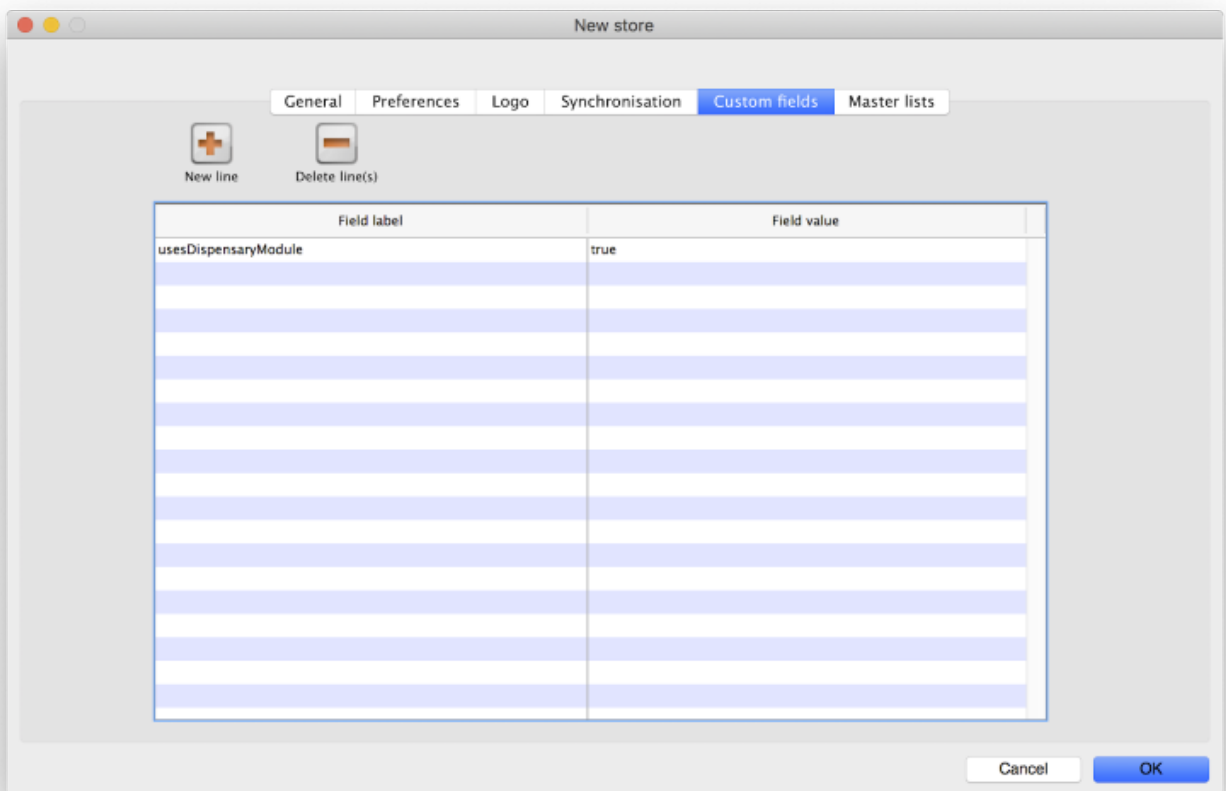 New store
General Preferences Logo Synchronisation Custom fields Master lists
New line Delete line(s)
Field label Field value
usesDispensaryModule true
Cancel OK